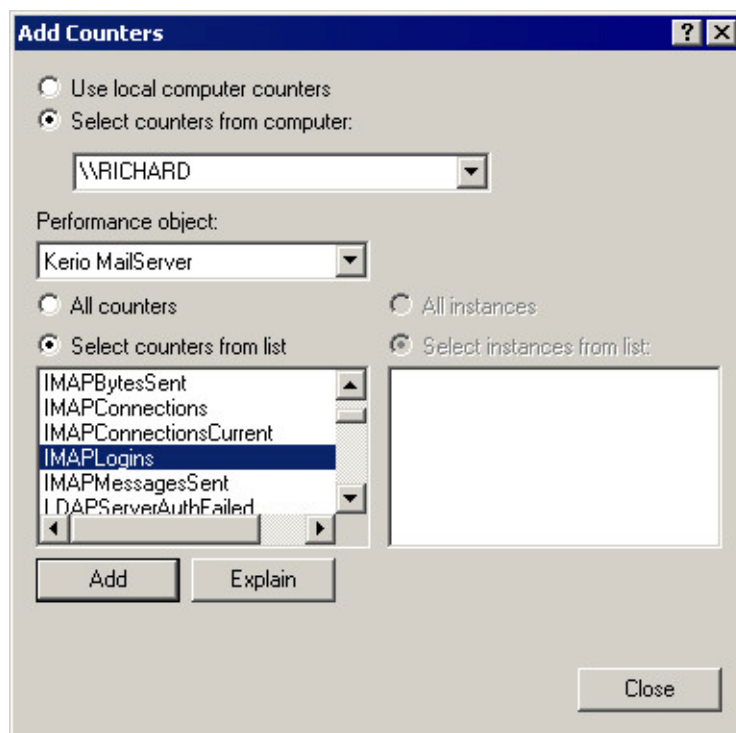 Add Counters
Use local computer counters
Select counters from computer:
\\RICHARD
Performance object:
Kerio MailServer
All counters
All instances
Select counters from list
Select instances from list:
IMAPBytesSent
IMAPConnections
IMAPConnectionsCurrent
IMAPLogins
IMAPMessagesSent
LDAPServerAuthFailed
Add
Explain
Close